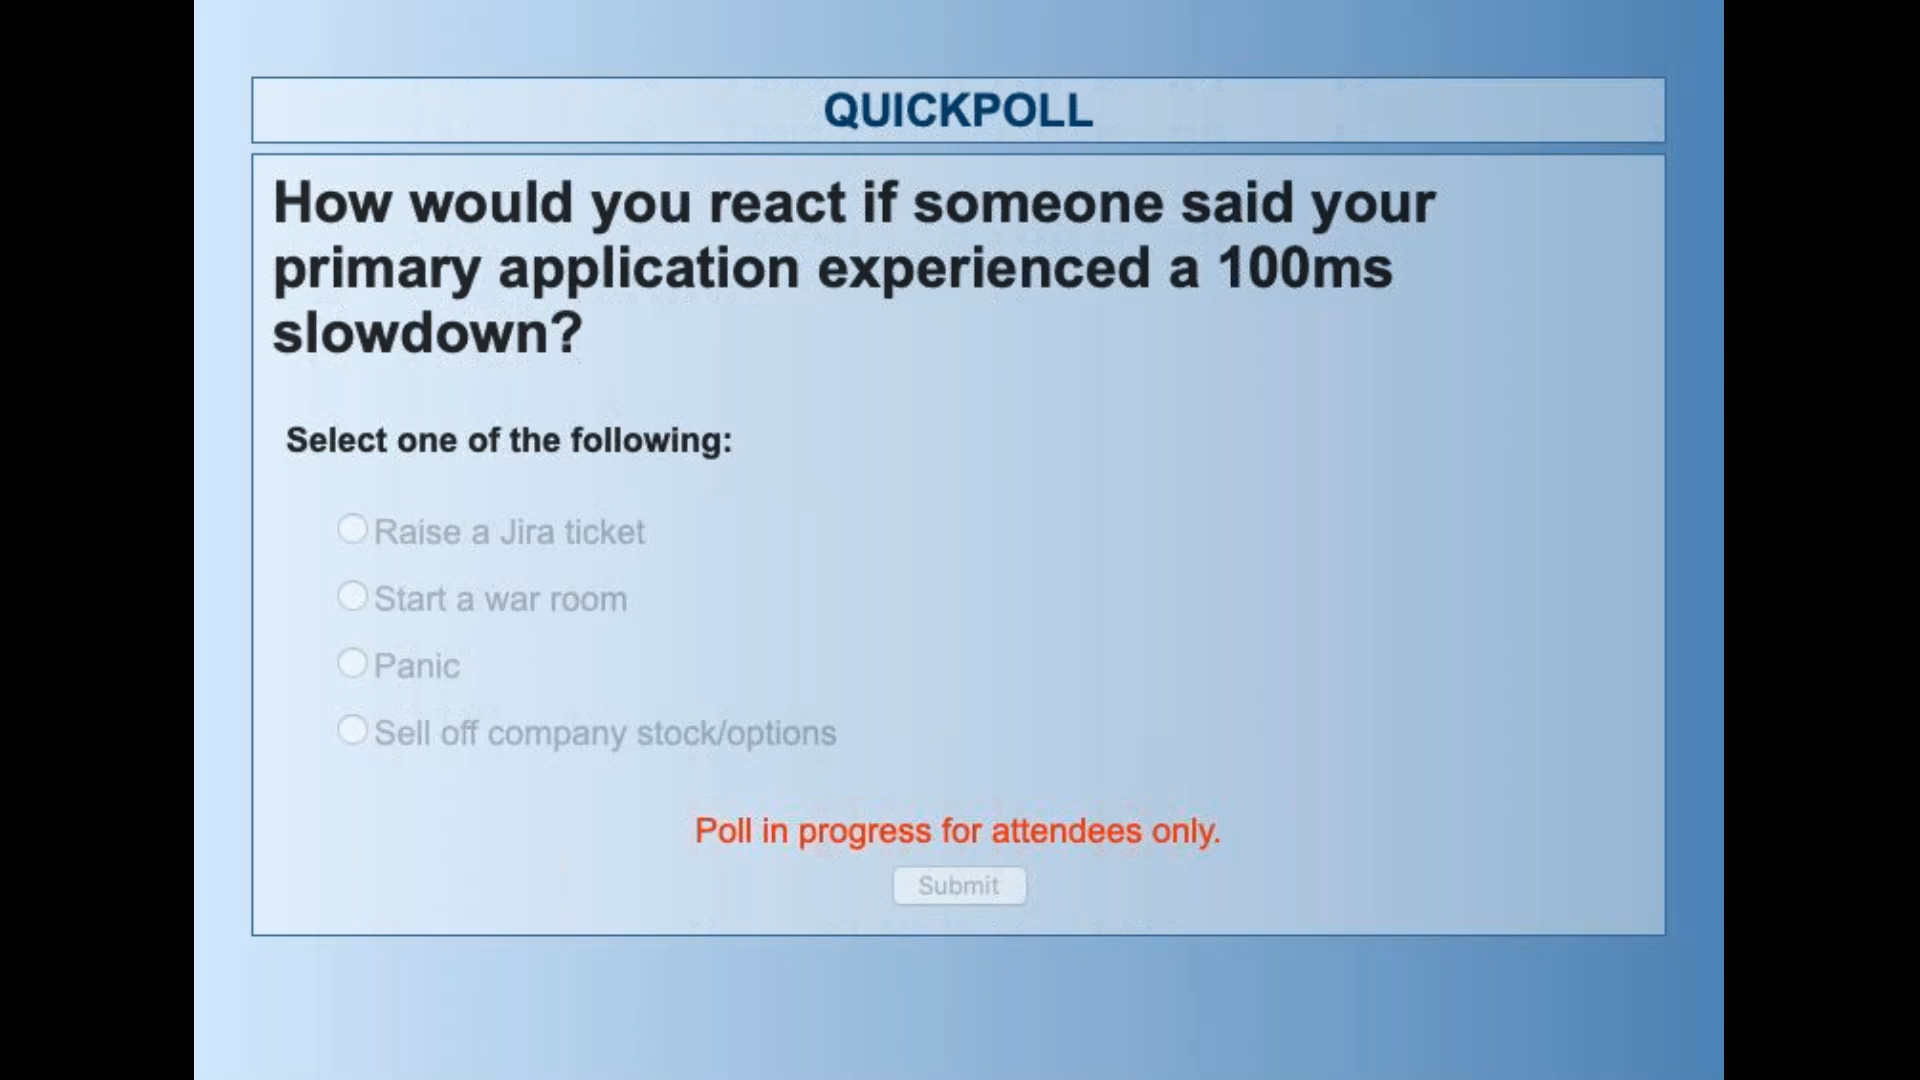 QUICKPOLL
How would you react if someone said your
primary application experienced a 100ms
slowdown?
Select one of the following:
Raise a Jira ticket
Start a war room
Panic
Sell off company stock/options
Poll in progress for attendees only.
Submit